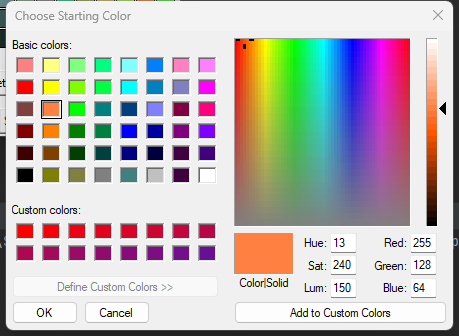 Choose Starting Color
Basic colors:
Custom colors:
Define Custom Colors >>
OK
Cancel
Color|Solid
Hue: 13
Sat: 240
Lum: 150
Red: 255
Green: 128
Blue: 64
Add to Custom Colors